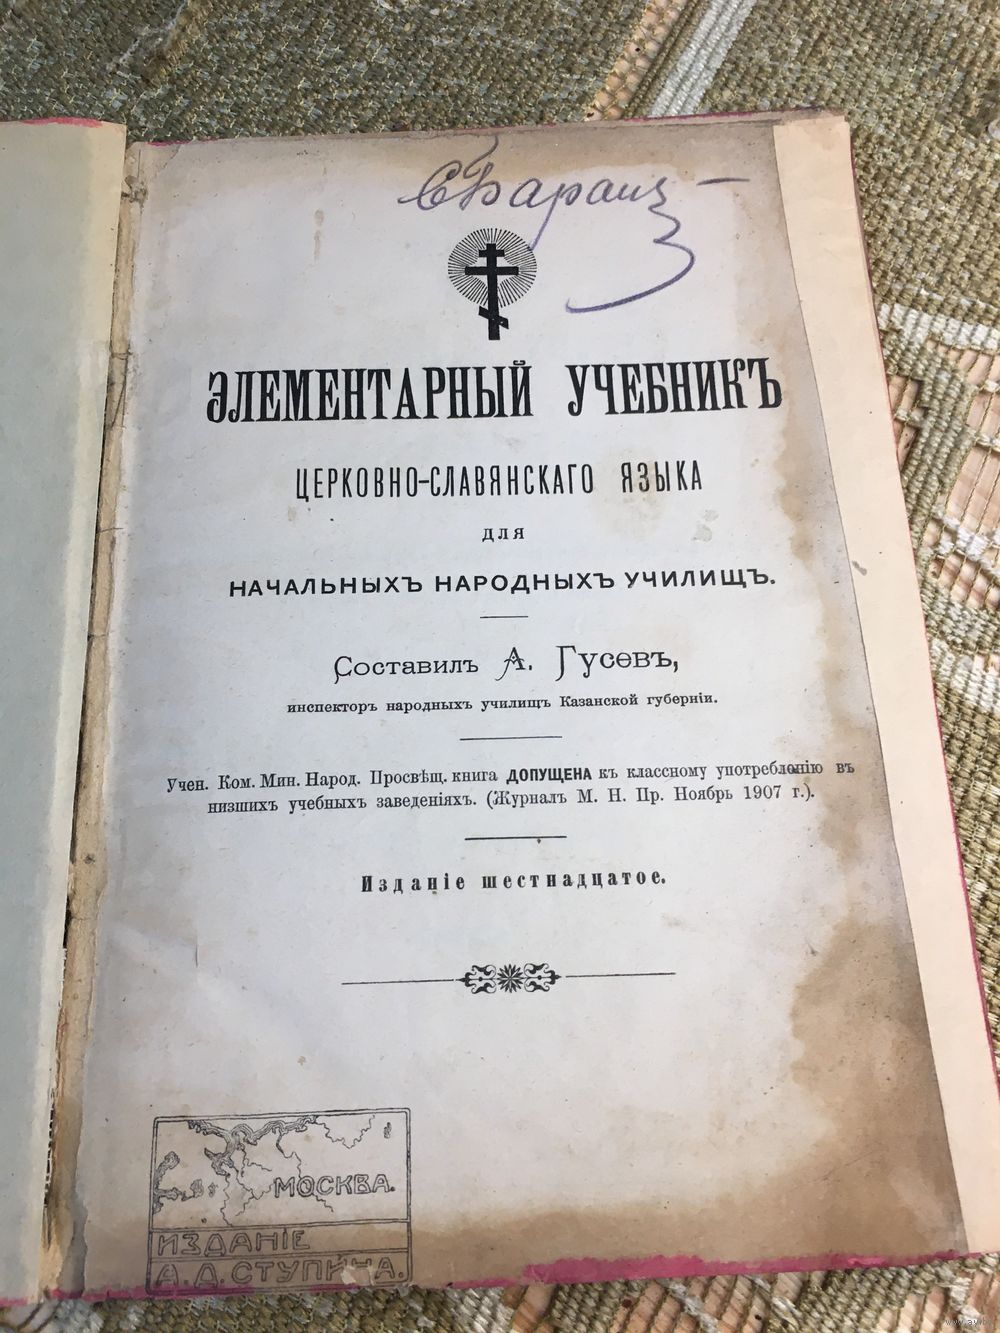 ЭЛЕМЕНТАРНЫЙ УЧЕБНИКЪ
ЦЕРКОВНО-СЛАВЯНСКАГО ЯЗЫКА
ДЛЯ
НАЧАЛЬНЫХЪ НАРОДНЫХЪ УЧИЛИЩЪ.
Составилъ А. Гусевъ,
инспекторъ народныхъ училищъ Казанской губерніи.
Учен. Ком. Мин. Народ. Просвѣщ. книга ДОПУЩЕНА къ классному употребленію въ
низшихъ учебныхъ заведеніяхъ. (Журналъ М. Н. Пр. Ноябрь 1907 г.).
Изданіе шестнадцатое.
МОСКВА.
ИЗДАНІЕ
А.Д.СТУПИНА.